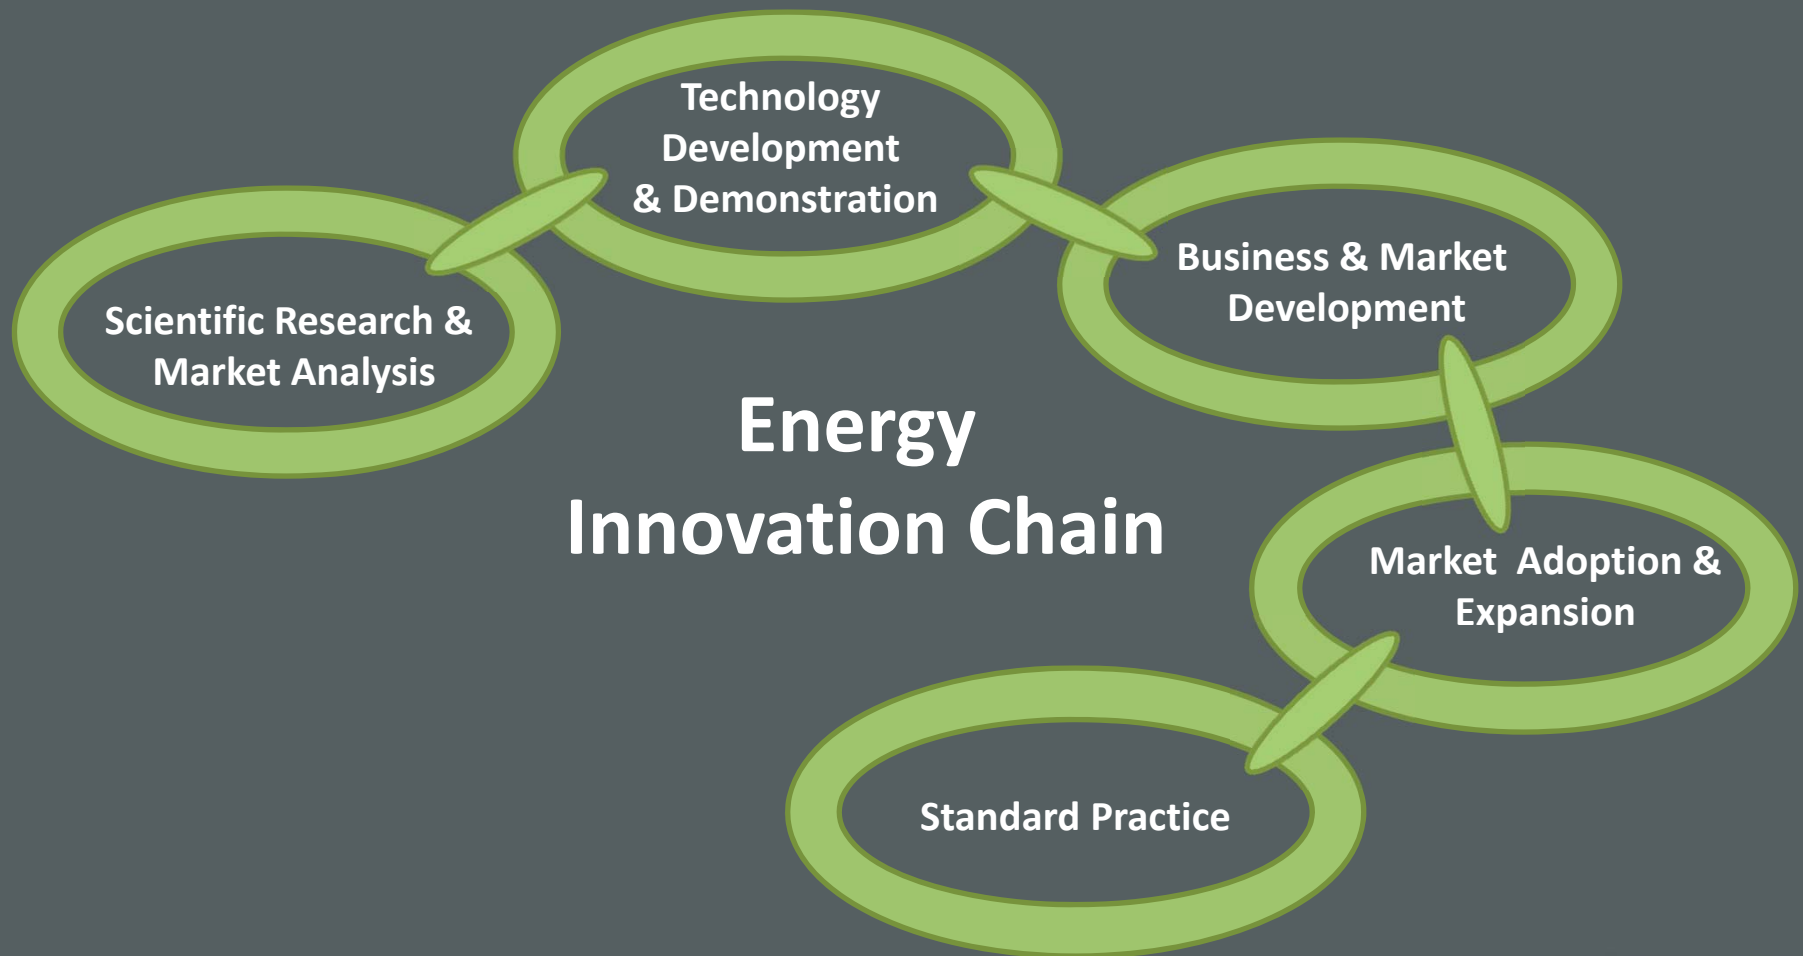 Technology
Development
& Demonstration
Scientific Research &
Market Analysis
Business & Market
Development
Energy
Innovation Chain
Market  Adoption &
Expansion
Standard Practice